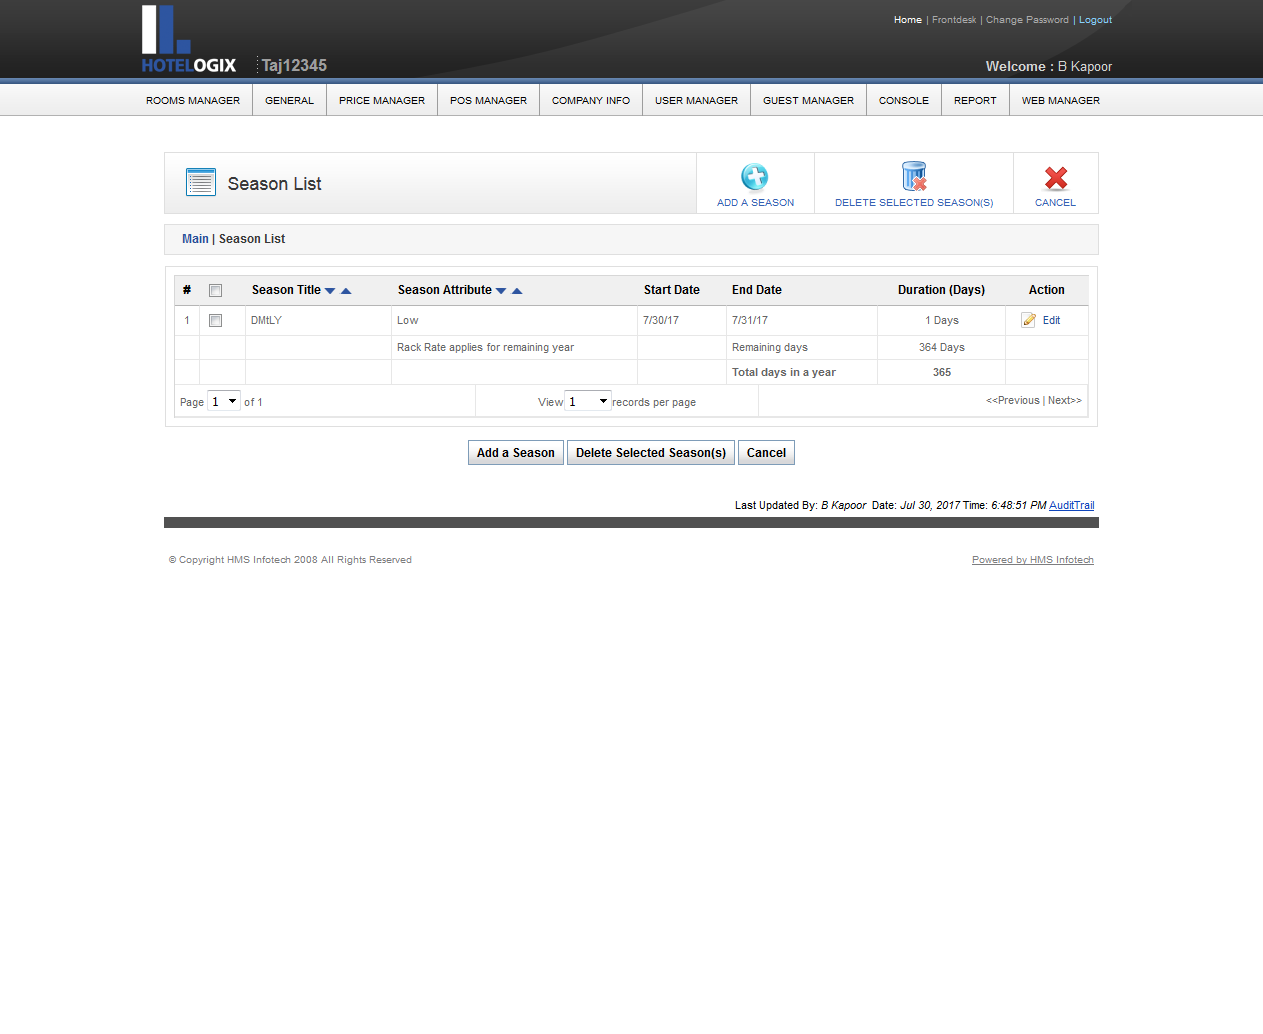 Home | Frontdesk | Change Password | Logout
HOTELOGIX Taj12345
Welcome : B Kapoor
ROOMS MANAGER GENERAL PRICE MANAGER POS MANAGER COMPANY INFO USER MANAGER GUEST MANAGER CONSOLE REPORT WEB MANAGER
Season List
ADD A SEASON DELETE SELECTED SEASON(S) CANCEL
Main | Season List
# Season Title Season Attribute Start Date End Date Duration (Days) Action
1 DMtLY Low 7/30/17 7/31/17 1 Days Edit
Rack Rate applies for remaining year Remaining days 364 Days
Total days in a year 365
Page 1 of 1 View 1 records per page <<Previous | Next>>
Add a Season Delete Selected Season(s) Cancel
Last Updated By: B Kapoor Date: Jul 30, 2017 Time: 6:48:51 PM AuditTrail
© Copyright HMS Infotech 2008 All Rights Reserved Powered by HMS Infotech